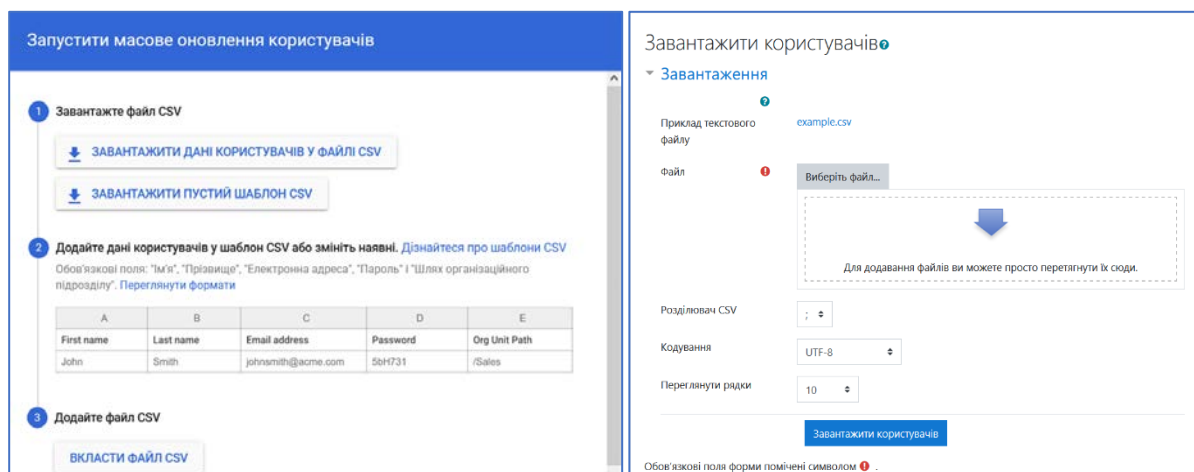 Запустити масове оновлення користувачів
1 Завантажте файл CSV
ЗАВАНТАЖИТИ ДАНІ КОРИСТУВАЧІВ У ФАЙЛІ CSV
ЗАВАНТАЖИТИ ПУСТИЙ ШАБЛОН CSV
2 Додайте дані користувачів у шаблон CSV або змініть наявні. Дізнайтеся про шаблони CSV
Обов'язкові поля: "Ім'я", "Прізвище", "Електронна адреса", "Пароль" і "Шлях організаційного
підрозділу". Переглянути формати
A B C D E
First name Last name Email address Password Org Unit Path
John Smith johnsmith@acme.com 5bH731 /Sales
3 Додайте файл CSV
ВКЛАСТИ ФАЙЛ CSV
Завантажити користувачів
Завантаження
Приклад текстового example.csv
файлу
Файл Виберіть файл...
Для додавання файлів ви можете просто перетягнути їх сюди.
Розділювач CSV ;
Кодування UTF-8
Переглянути рядки 10
Завантажити користувачів
Обов'язкові поля форми помічені символом .